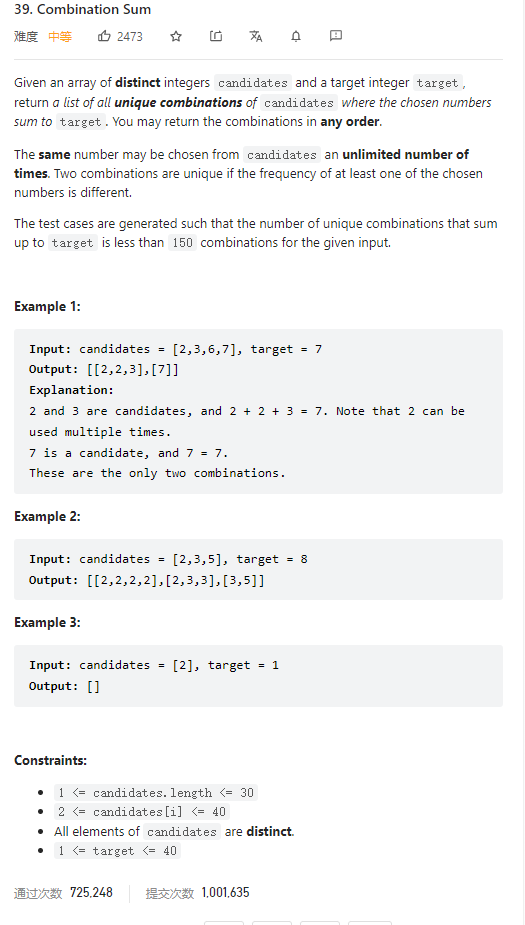 39. Combination Sum
难度 中等 2473
Given an array of distinct integers candidates and a target integer target ,
return a list of all unique combinations of candidates where the chosen numbers
sum to target . You may return the combinations in any order.
The same number may be chosen from candidates an unlimited number of
times. Two combinations are unique if the frequency of at least one of the chosen
numbers is different.
The test cases are generated such that the number of unique combinations that sum
up to target is less than 150 combinations for the given input.
Example 1:
Input: candidates = [2,3,6,7], target = 7
Output: [[2,2,3],[7]]
Explanation:
2 and 3 are candidates, and 2 + 2 + 3 = 7. Note that 2 can be
used multiple times.
7 is a candidate, and 7 = 7.
These are the only two combinations.
Example 2:
Input: candidates = [2,3,5], target = 8
Output: [[2,2,2,2],[2,3,3],[3,5]]
Example 3:
Input: candidates = [2], target = 1
Output: []
Constraints:
• 1 <= candidates.length <= 30
• 2 <= candidates[i] <= 40
• All elements of candidates are distinct.
• 1 <= target <= 40
通过次数 725,248 提交次数 1,001,635